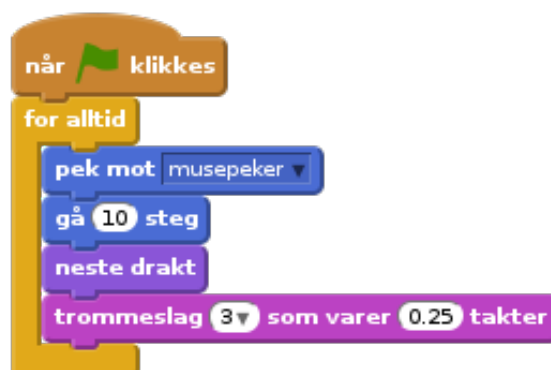 når klikkes
for alltid
pek mot musepeker
gå 10 steg
neste drakt
trommeslag 3 som varer 0.25 takter